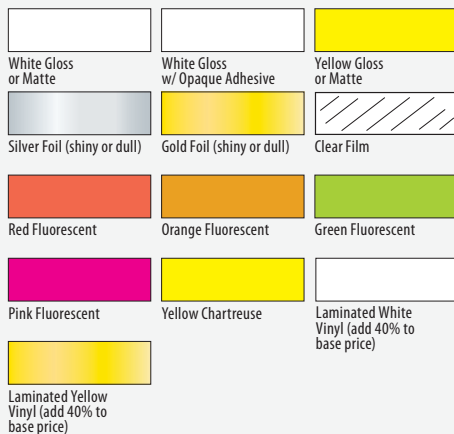 White Gloss
or Matte
White Gloss
w/ Opaque Adhesive
Yellow Gloss
or Matte
Silver Foil (shiny or dull)
Gold Foil (shiny or dull)
Clear Film
Red Fluorescent
Orange Fluorescent
Green Fluorescent
Pink Fluorescent
Yellow Chartreuse
Laminated White
Vinyl (add 40% to
base price)
Laminated Yellow
Vinyl (add 40% to
base price)